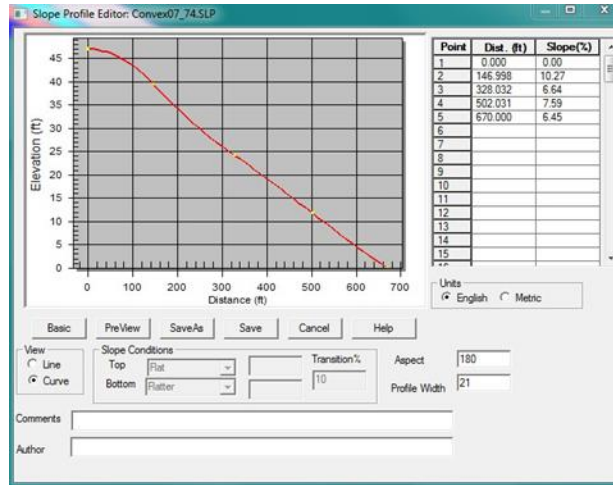 Slope Profile Editor: Convex07_74.SLP
45
40
35
30
25
20
15
10
5
0
Elevation (ft)
0 100 200 300 400 500 600 700
Distance (ft)
Point Dist. (ft) Slope(%)
1 0.000 0.00
2 146.998 10.27
3 328.032 6.64
4 502.031 7.59
5 670.000 6.45
6
7
8
9
10
11
12
13
14
15
Units
English Metric
Basic PreView SaveAs Save Cancel Help
View
Line
Curve
Slope Conditions
Top Flat
Bottom Flatter
Transition%
10
Aspect 180
Profile Width 21
Comments
Author